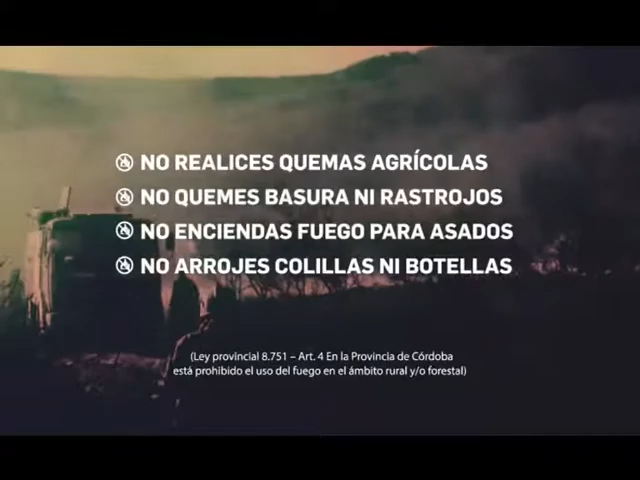 NO REALICES QUEMAS AGRÍCOLAS
NO QUEMES BASURA NI RASTROJOS
NO ENCIENDAS FUEGO PARA ASADOS
NO ARROJES COLILLAS NI BOTELLAS
(Ley provincial 8.751 – Art. 4 En la Provincia de Córdoba
está prohibido el uso del fuego en el ámbito rural y/o forestal)